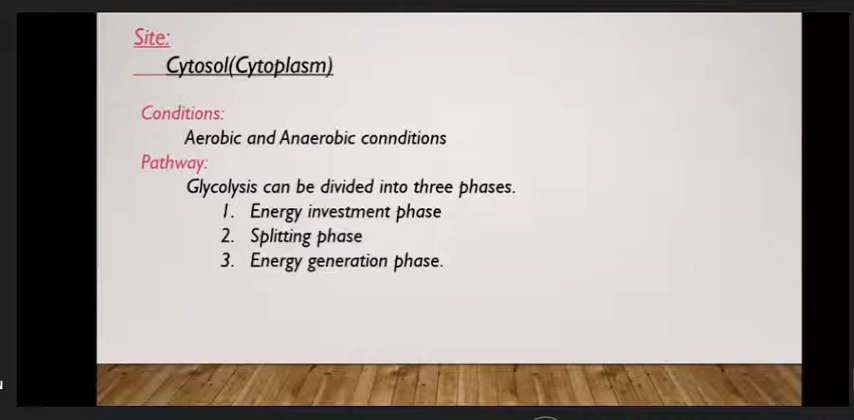 Site:
Cytosol(Cytoplasm)
Conditions:
Aerobic and Anaerobic connditions
Pathway:
Glycolysis can be divided into three phases.
1. Energy investment phase
2. Splitting phase
3. Energy generation phase.